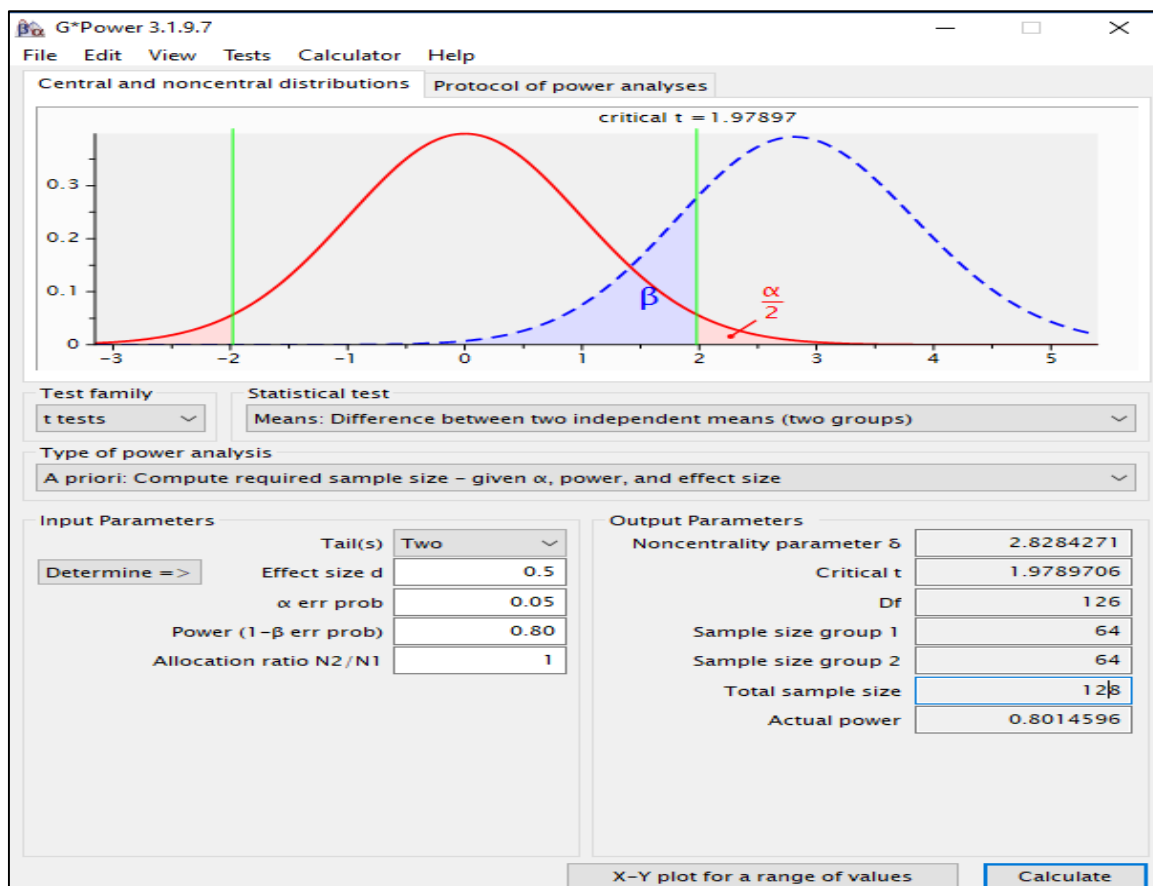 G*Power 3.1.9.7
File Edit View Tests Calculator Help
Central and noncentral distributions Protocol of power analyses
critical t = 1.97897
0.3
0.2
0.1
0
β
α
2
-3 -2 -1 0 1 2 3 4 5
Test family Statistical test
t tests Means: Difference between two independent means (two groups)
Type of power analysis
A priori: Compute required sample size – given α, power, and effect size
Input Parameters Output Parameters
Tail(s) Two Noncentrality parameter δ 2.8284271
Determine => Effect size d 0.5 Critical t 1.9789706
α err prob 0.05 Df 126
Power (1-β err prob) 0.80 Sample size group 1 64
Allocation ratio N2/N1 1 Sample size group 2 64
Total sample size 128
Actual power 0.8014596
X-Y plot for a range of values Calculate